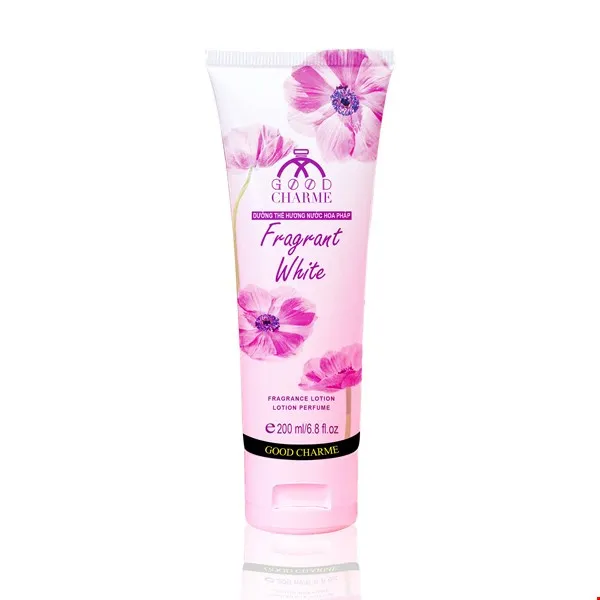 GOOD
CHARME
DƯỠNG THỂ HƯƠNG NƯỚC HOA PHÁP
Fragrant
White
FRAGRANCE LOTION
LOTION PERFUME
e 200 ml/6.8 fl.oz
GOOD CHARME